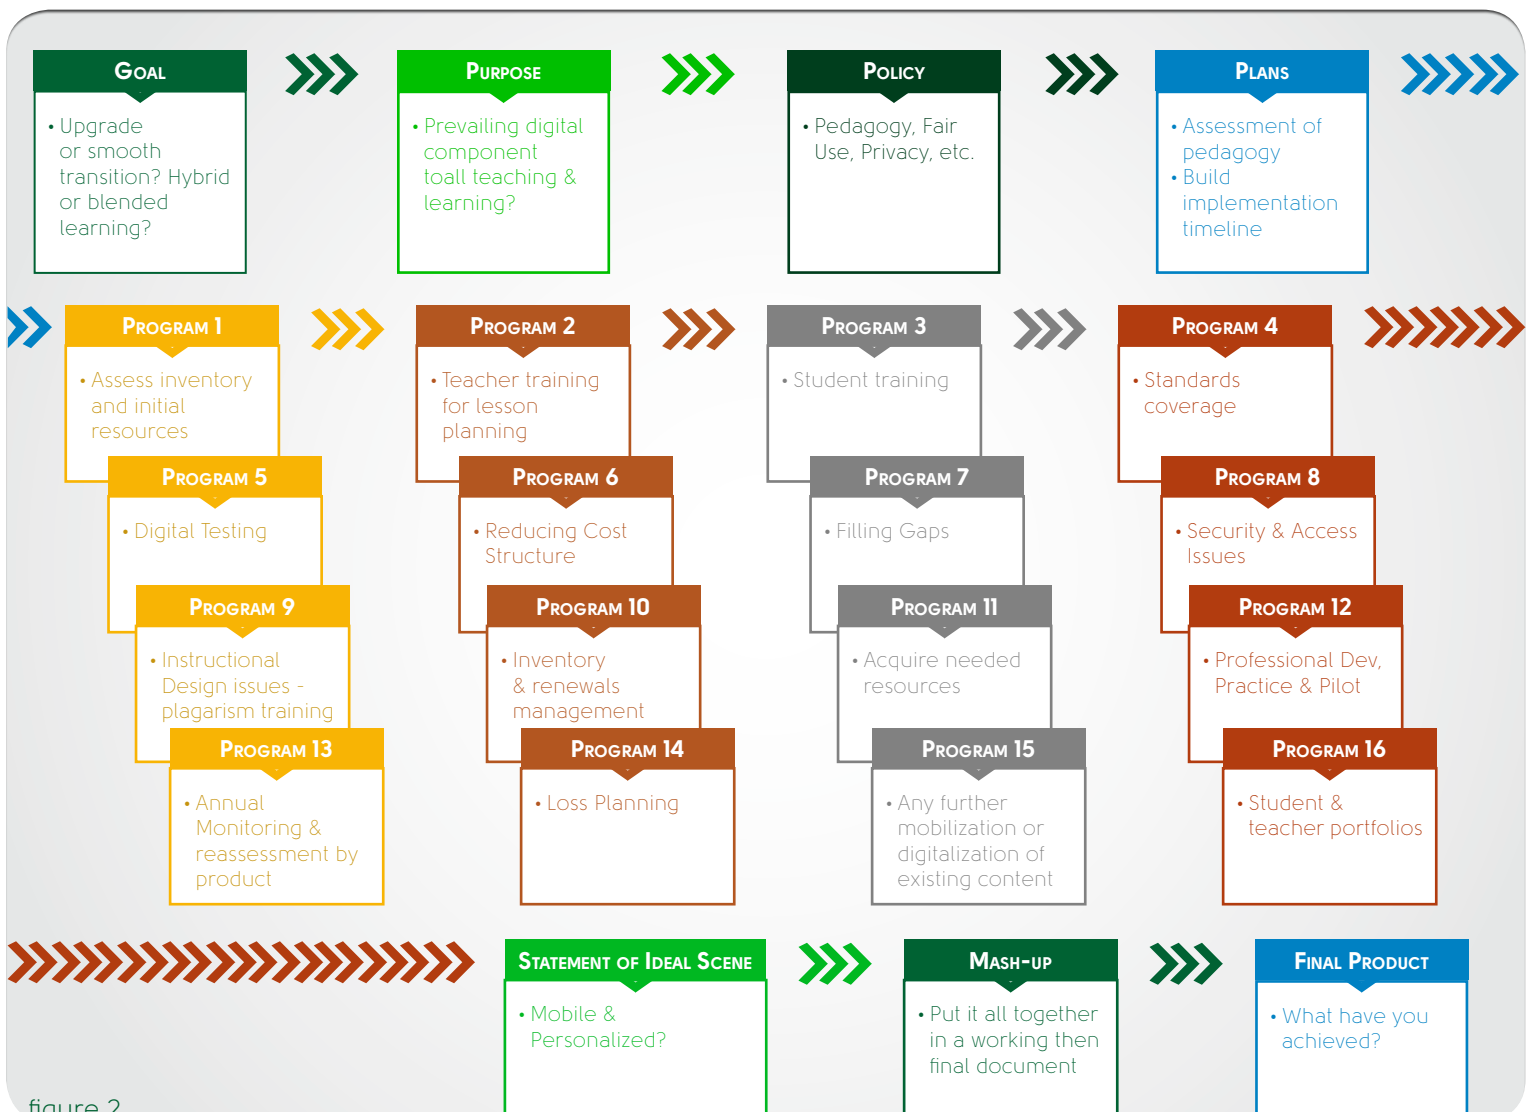 Goal
• Upgrade
or smooth
transition? Hybrid
or blended
learning?
Purpose
• Prevailing digital
component
toall teaching &
learning?
Policy
• Pedagogy, Fair
Use, Privacy, etc.
Plans
• Assessment of
pedagogy
• Build
implementation
timeline
Program 1
• Assess inventory
and initial
resources
Program 2
• Teacher training
for lesson
planning
Program 3
• Student training
Program 4
• Standards
coverage
Program 5
• Digital Testing
Program 6
• Reducing Cost
Structure
Program 7
• Filling Gaps
Program 8
• Security & Access
Issues
Program 9
• Instructional
Design issues -
plagarism training
Program 10
• Inventory
& renewals
management
Program 11
• Acquire needed
resources
Program 12
• Professional Dev,
Practice & Pilot
Program 13
• Annual
Monitoring &
reassessment by
product
Program 14
• Loss Planning
Program 15
• Any further
mobilization or
digitalization of
existing content
Program 16
• Student &
teacher portfolios
Statement of Ideal Scene
• Mobile &
Personalized?
Mash-up
• Put it all together
in a working then
final document
Final Product
• What have you
achieved?
figure 2